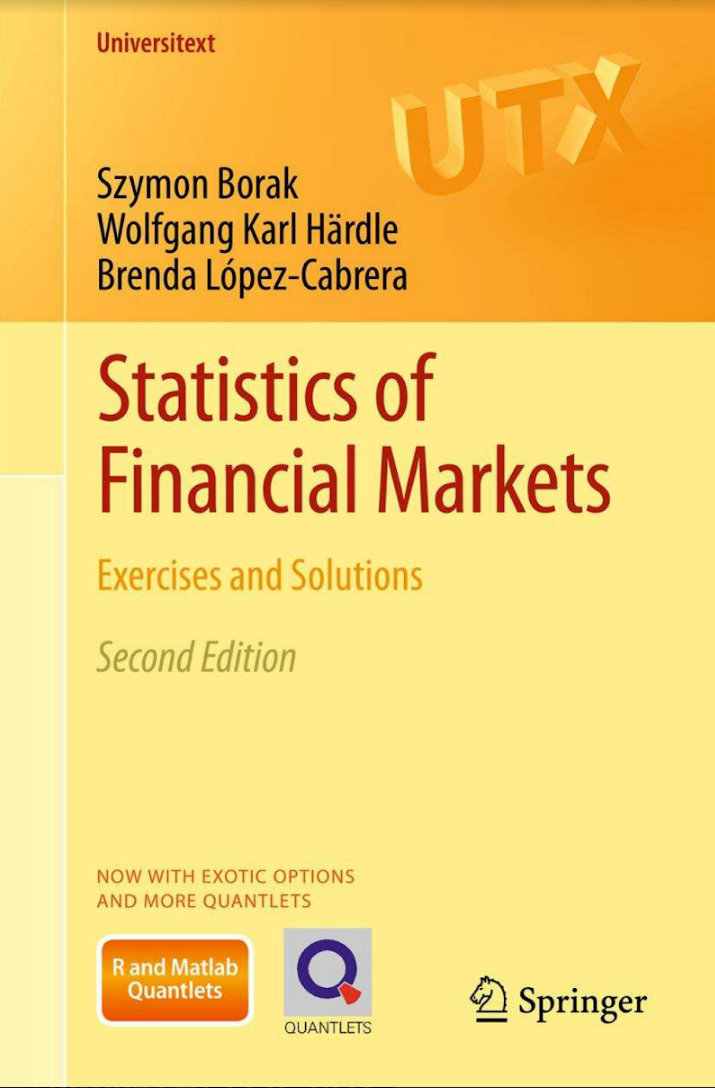 Universitext
UTX
Szymon Borak
Wolfgang Karl Härdle
Brenda López-Cabrera
Statistics of
Financial Markets
Exercises and Solutions
Second Edition
NOW WITH EXOTIC OPTIONS
AND MORE QUANTLETS
R and Matlab
Quantlets
QUANTLETS
Springer